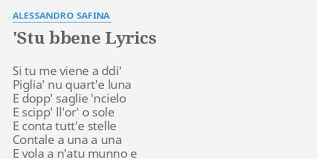 ALESSANDRO SAFINA
'Stu bbene Lyrics
Si tu me viene a ddi'
Piglia' nu quart'e luna
E dopp' saglie 'ncielo
E scipp' ll'or' o sole
E conta tutt'e stelle
Contale a una a una
E vola a n'atu munno e